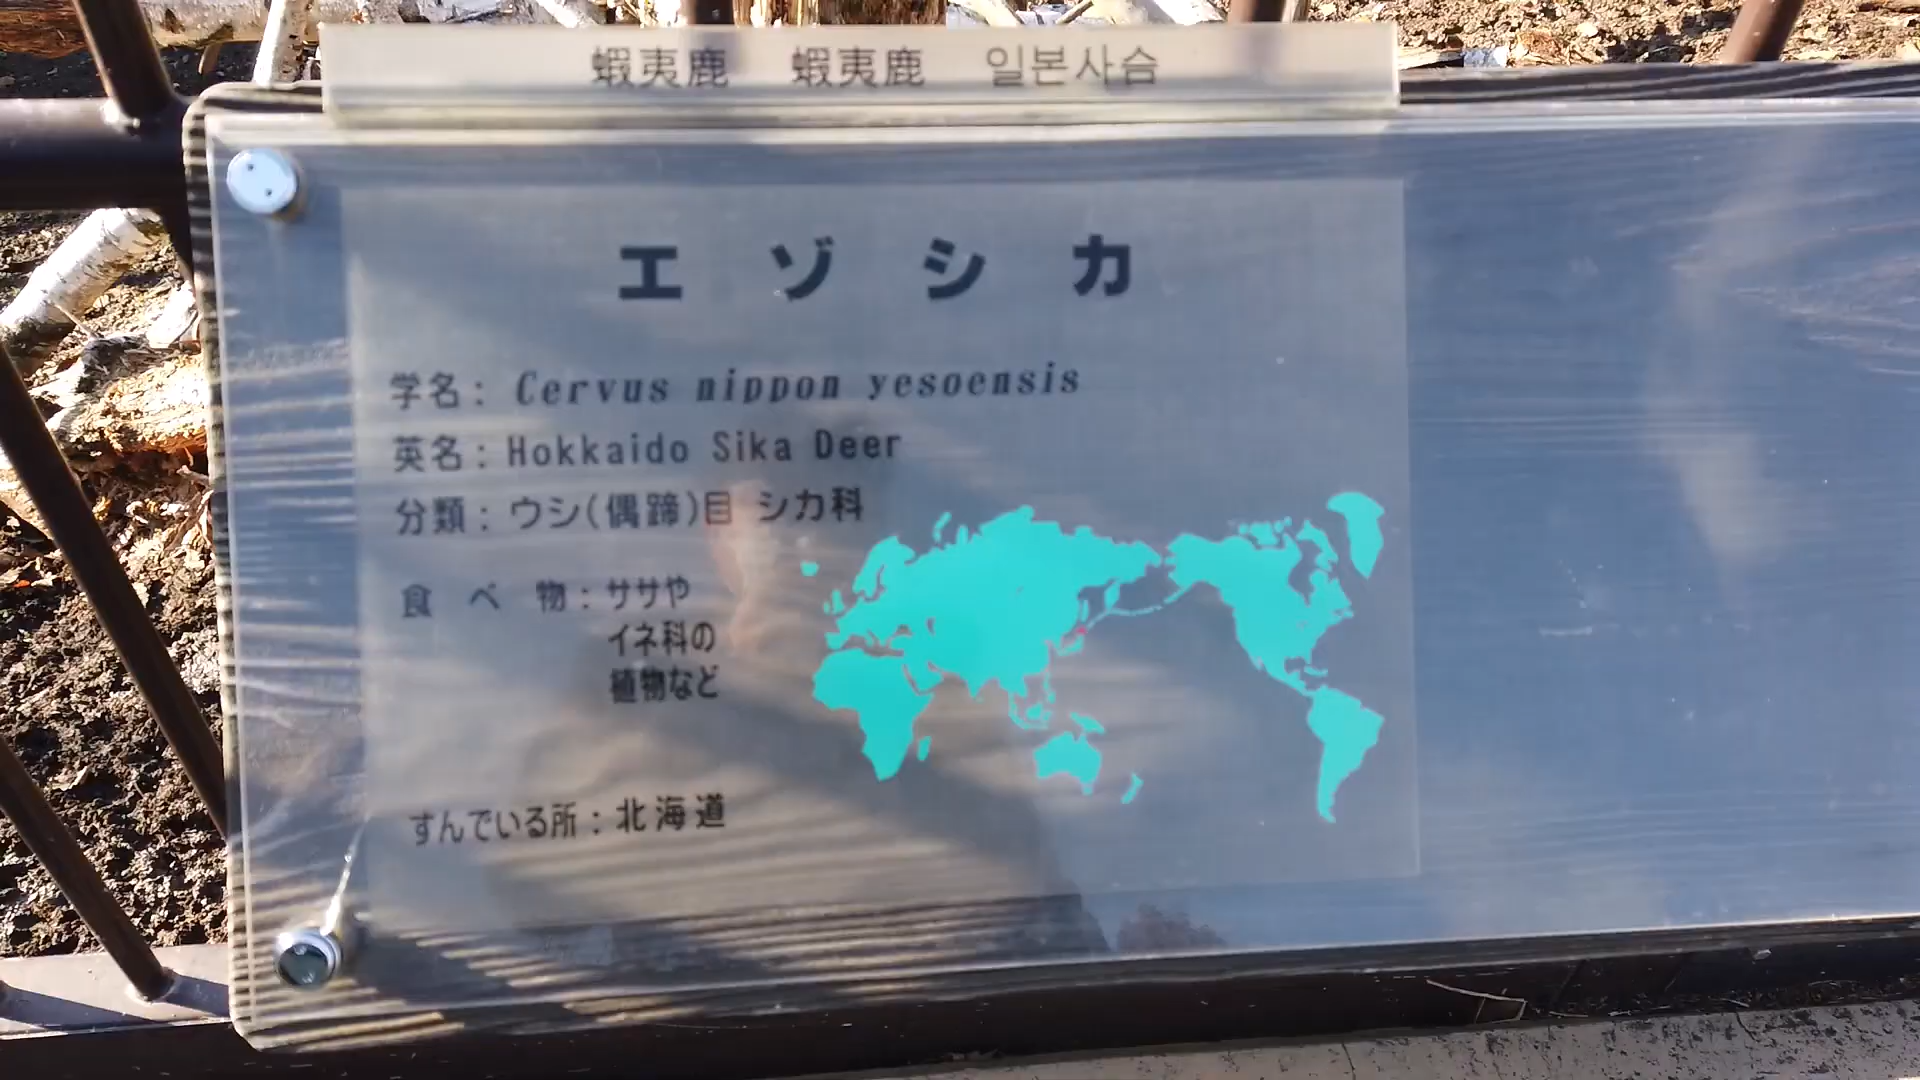 蝦夷鹿 蝦夷鹿 일본사슴
エゾシカ
学名：Cervus nippon yesoensis
英名：Hokkaido Sika Deer
分類：ウシ（偶蹄）目 シカ科
食べ物：ササや
イネ科の
植物など
すんでいる所：北海道